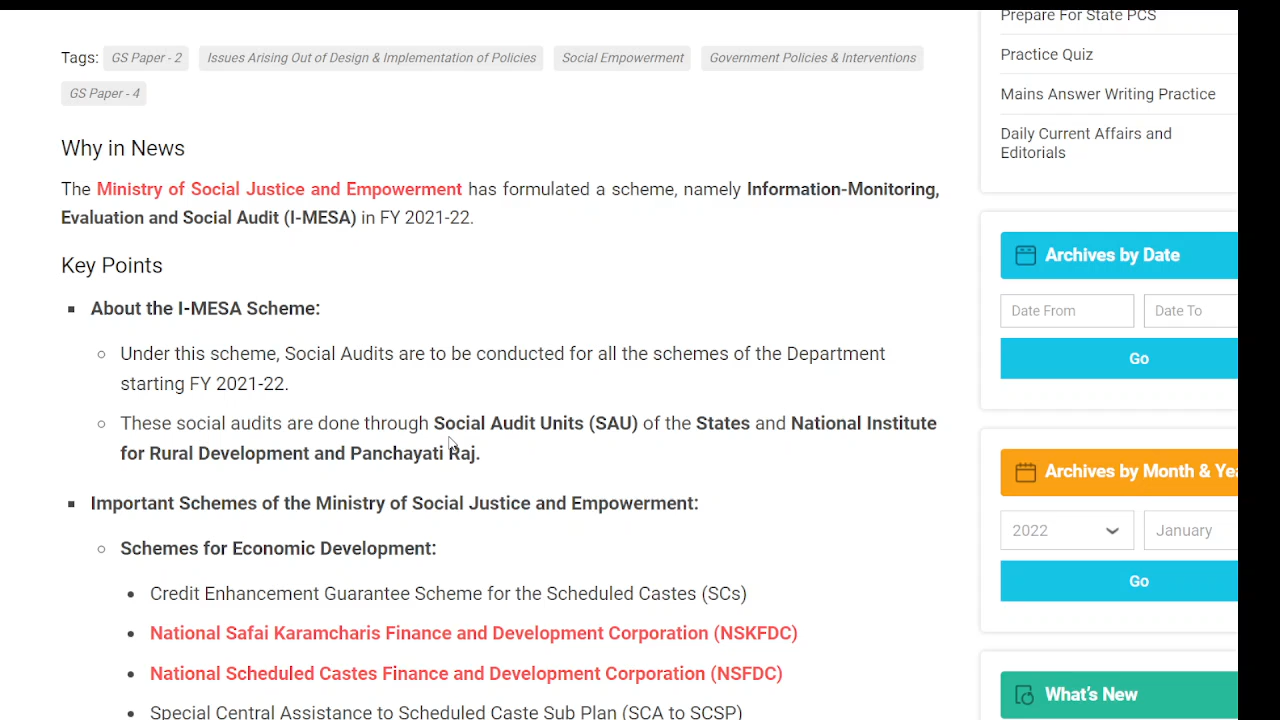 Tags: GS Paper - 2 Issues Arising Out of Design & Implementation of Policies Social Empowerment Government Policies & Interventions
GS Paper - 4
Why in News
The Ministry of Social Justice and Empowerment has formulated a scheme, namely Information-Monitoring,
Evaluation and Social Audit (I-MESA) in FY 2021-22.
Key Points
About the I-MESA Scheme:
Under this scheme, Social Audits are to be conducted for all the schemes of the Department
starting FY 2021-22.
These social audits are done through Social Audit Units (SAU) of the States and National Institute
for Rural Development and Panchayati Raj.
Important Schemes of the Ministry of Social Justice and Empowerment:
Schemes for Economic Development:
Credit Enhancement Guarantee Scheme for the Scheduled Castes (SCs)
National Safai Karamcharis Finance and Development Corporation (NSKFDC)
National Scheduled Castes Finance and Development Corporation (NSFDC)
Special Central Assistance to Scheduled Caste Sub Plan (SCA to SCSP)
Prepare For State PCS
Practice Quiz
Mains Answer Writing Practice
Daily Current Affairs and
Editorials
Archives by Date
Date From Date To
Go
Archives by Month & Yea
2022 January
Go
What's New